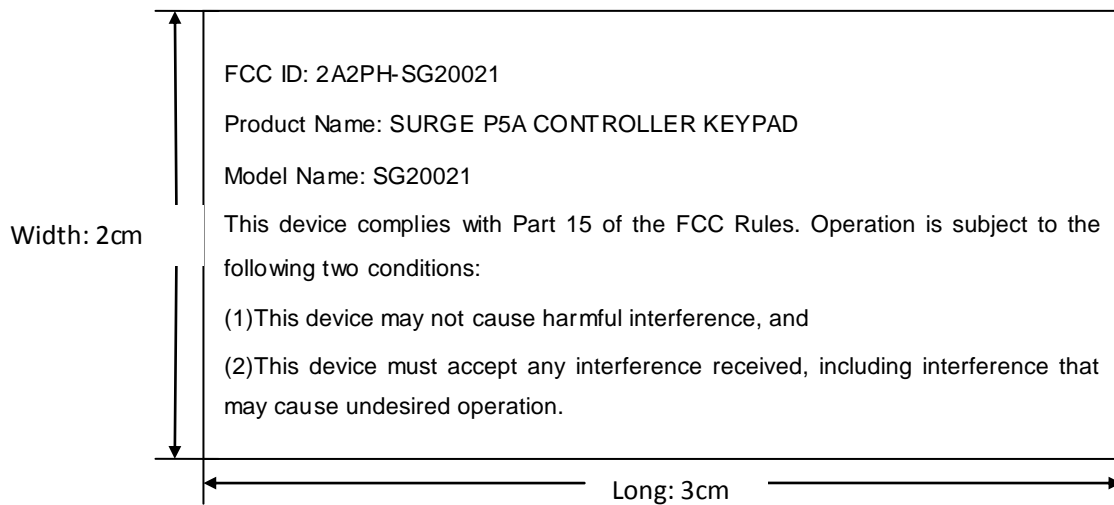 FCC ID: 2A2PH-SG20021
Product Name: SURGE P5A CONTROLLER KEYPAD
Model Name: SG20021
This device complies with Part 15 of the FCC Rules. Operation is subject to the
following two conditions:
(1)This device may not cause harmful interference, and
(2)This device must accept any interference received, including interference that
may cause undesired operation.
Width: 2cm
Long: 3cm